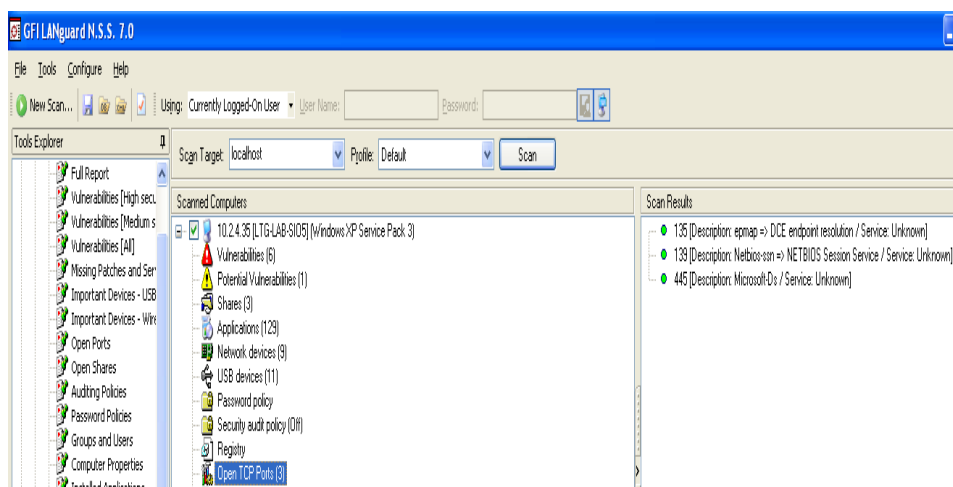 GFI LANguard N.S.S. 7.0
File Tools Configure Help
New Scan... Using: Currently Logged-On User User Name: Password:
Tools Explorer
Scan Target: localhost Profile: Default Scan
Full Report
Vulnerabilities [High secu
Vulnerabilities [Medium s
Vulnerabilities [All]
Missing Patches and Ser
Important Devices - USB
Important Devices - Wire
Open Ports
Open Shares
Auditing Policies
Password Policies
Groups and Users
Computer Properties
Installed Applications
Scanned Computers
10.2.4.35 [LTG-LAB-SIO5] (Windows XP Service Pack 3)
Vulnerabilities (6)
Potential Vulnerabilities (1)
Shares (3)
Applications (129)
Network devices (9)
USB devices (11)
Password policy
Security audit policy (Off)
Registry
Open TCP Ports (3)
Scan Results
135 [Description: epmap => DCE endpoint resolution / Service: Unknown]
139 [Description: Netbios-ssn => NETBIOS Session Service / Service: Unknown]
445 [Description: Microsoft-Ds / Service: Unknown]